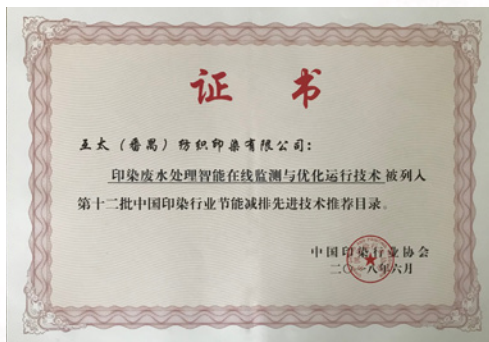 证书
互太（番禺）纺织印染有限公司：
印染废水处理智能在线监测与优化运行技术 被列入
第十二批中国印染行业节能减排先进技术推荐目录。
中国印染行业协会
二〇一八年六月